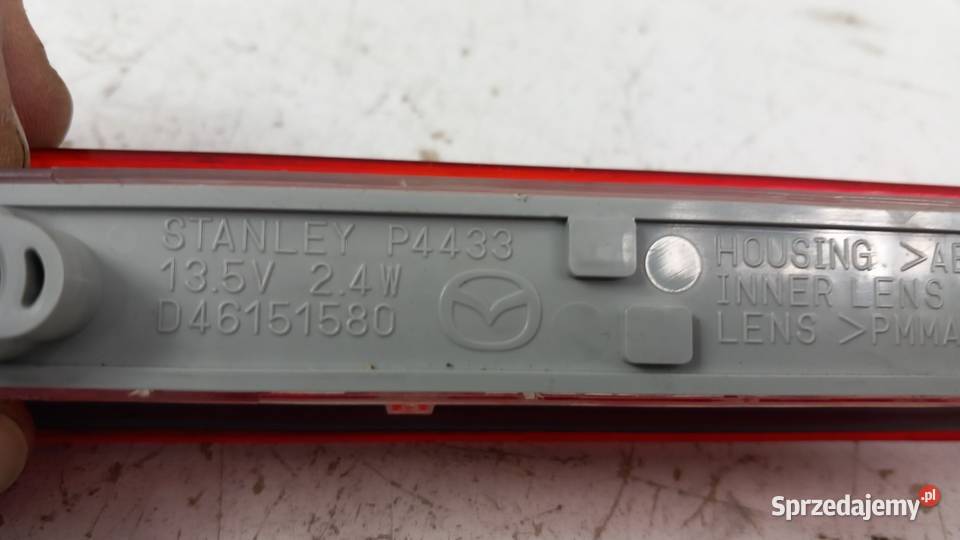 STANLEY P4433
13.5V 2.4W
D46151580
HOUSING >AB
INNER LENS
LENS >PMMA
Sprzedajemy.pl